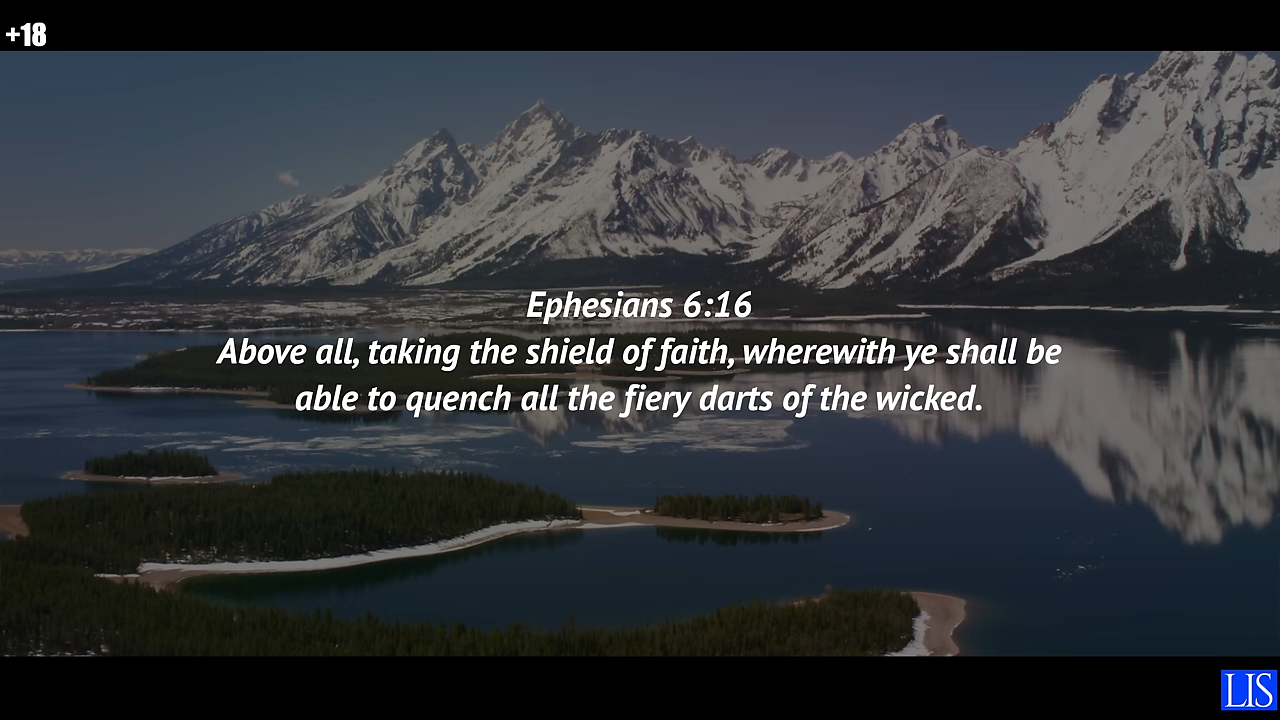 +18
Ephesians 6:16
Above all, taking the shield of faith, wherewith ye shall be
able to quench all the fiery darts of the wicked.
LIS